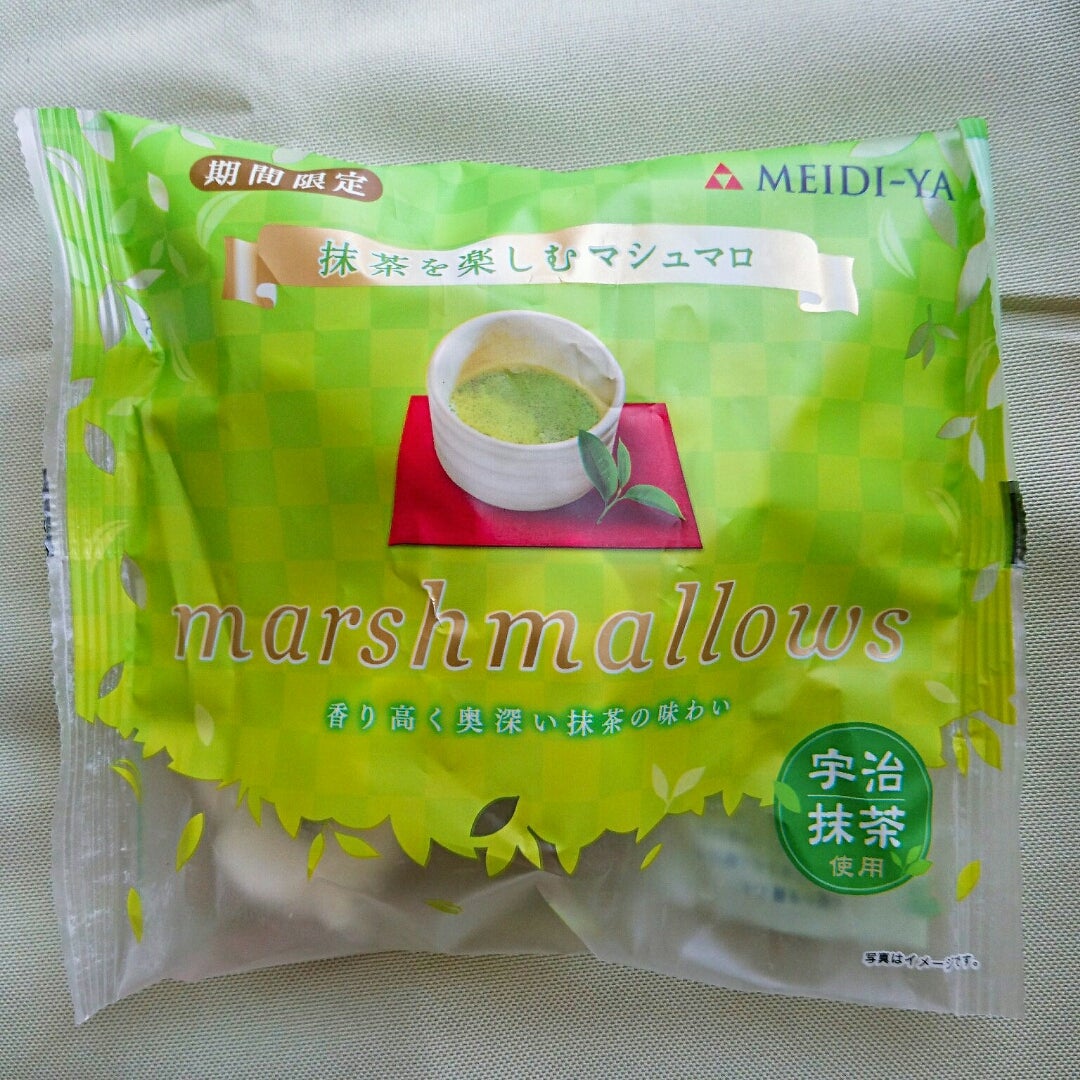 期間限定
MEIDI-YA
抹茶を楽しむマシュマロ
marshmallows
香り高く奥深い抹茶の味わい
宇治
抹茶
使用
写真はイメージです。